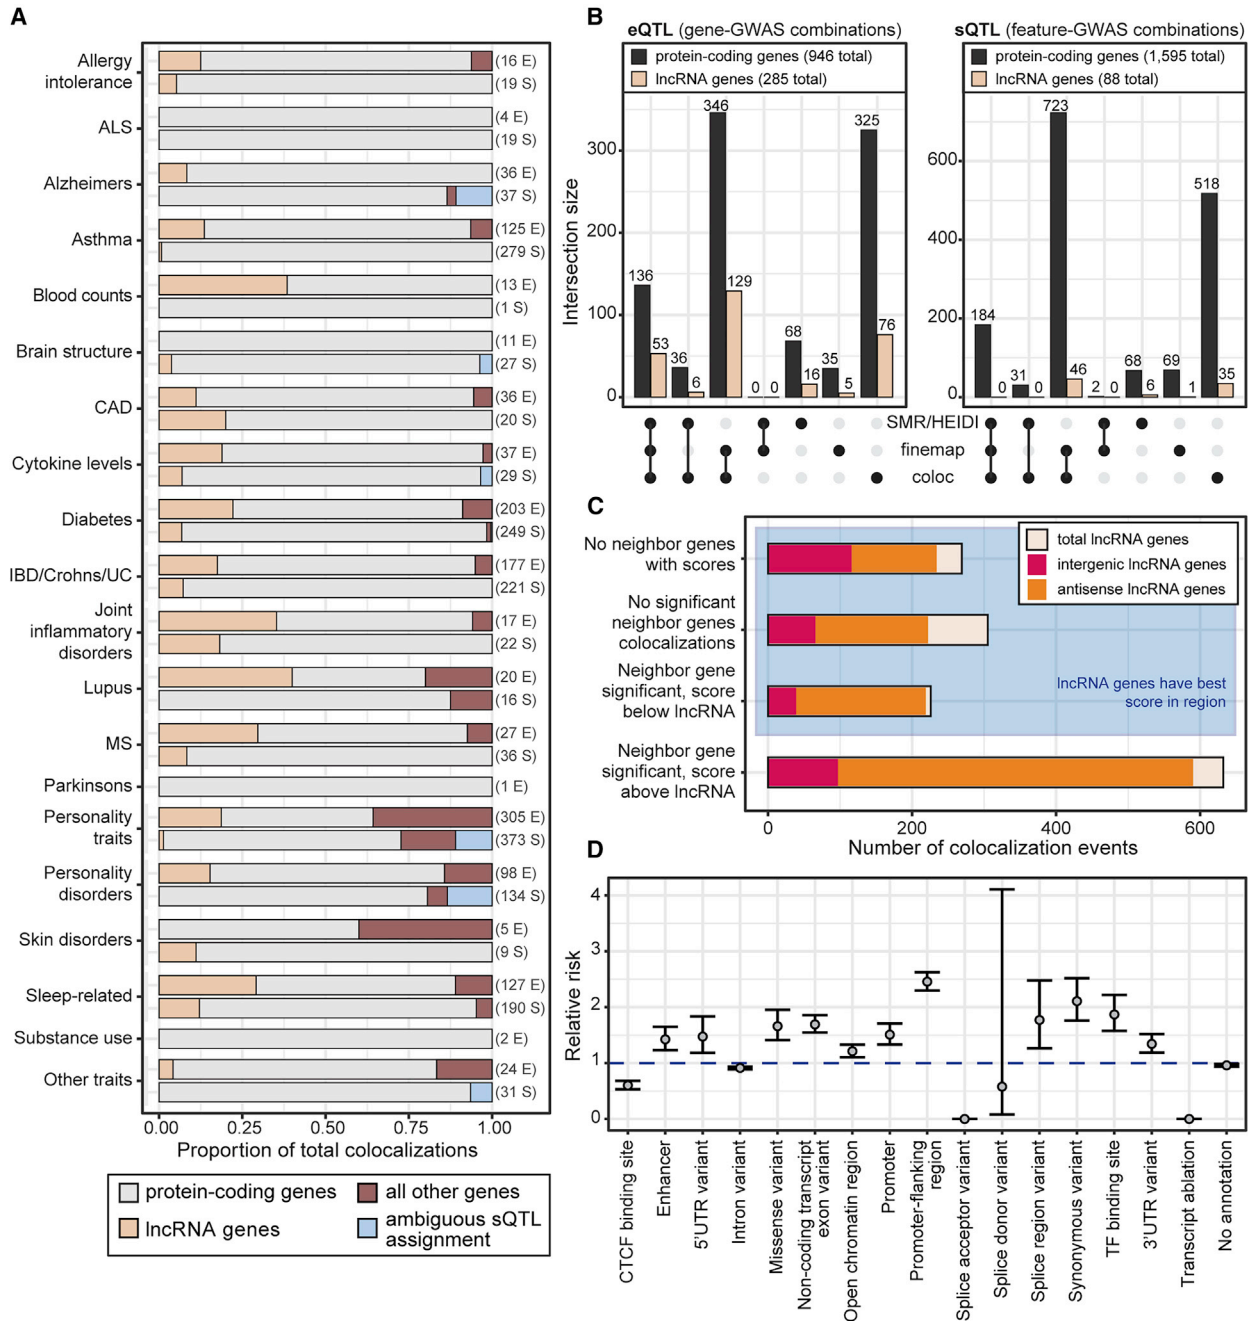 A
Allergy
intolerance
(16 E)
(19 S)
ALS
(4 E)
(19 S)
Alzheimers
(36 E)
(37 S)
Asthma
(125 E)
(279 S)
Blood counts
(13 E)
(1 S)
Brain structure
(11 E)
(27 S)
CAD
(36 E)
(20 S)
Cytokine levels
(37 E)
(29 S)
Diabetes
(203 E)
(249 S)
IBD/Crohns/UC
(177 E)
(221 S)
Joint
inflammatory
disorders
(17 E)
(22 S)
Lupus
(20 E)
(16 S)
MS
(27 E)
(36 S)
Parkinsons
(1 E)
Personality
traits
(305 E)
(373 S)
Personality
disorders
(98 E)
(134 S)
Skin disorders
(5 E)
(9 S)
Sleep-related
(127 E)
(190 S)
Substance use
(2 E)
Other traits
(24 E)
(31 S)
0.00 0.25 0.50 0.75 1.00
Proportion of total colocalizations
protein-coding genes
all other genes
lncRNA genes
ambiguous sQTL
assignment
B
eQTL (gene-GWAS combinations)
protein-coding genes (946 total)
lncRNA genes (285 total)
Intersection size
300
200
100
0
136 53 36 6 346 129 0 0 68 16 35 5 325 76
sQTL (feature-GWAS combinations)
protein-coding genes (1,595 total)
lncRNA genes (88 total)
600
400
200
0
184 0 31 0 723 46 2 0 68 6 69 1 518 35
SMR/HEIDI
finemap
coloc
C
No neighbor genes
with scores
No significant
neighbor genes
colocalizations
Neighbor gene
significant, score
below lncRNA
Neighbor gene
significant, score
above lncRNA
total lncRNA genes
intergenic lncRNA genes
antisense lncRNA genes
lncRNA genes have best
score in region
0 200 400 600
Number of colocalization events
D
Relative risk
4
3
2
1
0
CTCF binding site
Enhancer
5'UTR variant
Intron variant
Missense variant
Non-coding transcript
exon variant
Open chromatin region
Promoter
Promoter-flanking
region
Splice acceptor variant
Splice donor variant
Splice region variant
Synonymous variant
TF binding site
3'UTR variant
Transcript ablation
No annotation